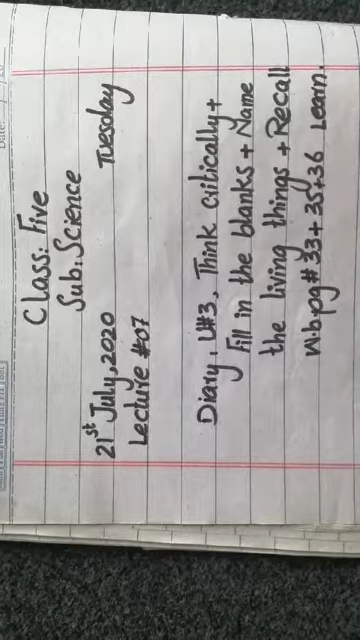 Class: Five
Sub: Science
21st July, 2020 Tuesday
Lecture #07
Diary, U#3, Think critically +
Fill in the blanks + Name
the living things + Recall
W.b.pg # 33+35+36 Learn.
Date: